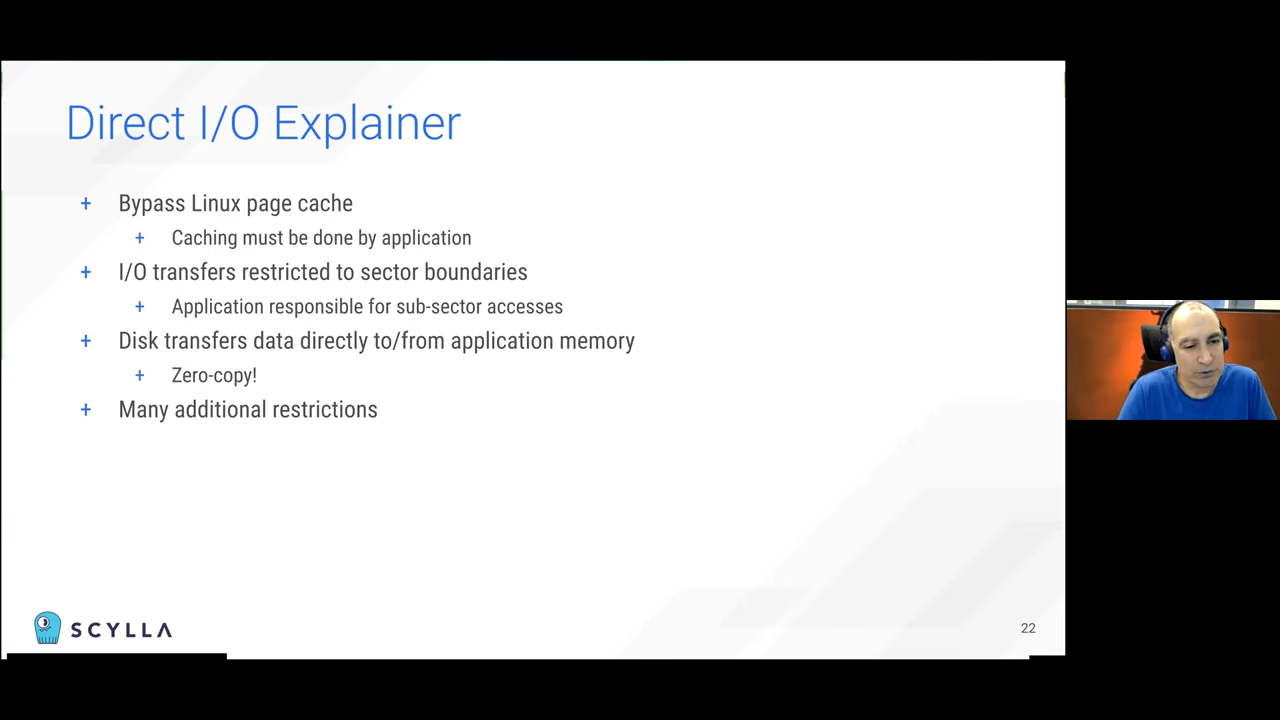 Direct I/O Explainer
+ Bypass Linux page cache
+ Caching must be done by application
+ I/O transfers restricted to sector boundaries
+ Application responsible for sub-sector accesses
+ Disk transfers data directly to/from application memory
+ Zero-copy!
+ Many additional restrictions
SCYLLA
22